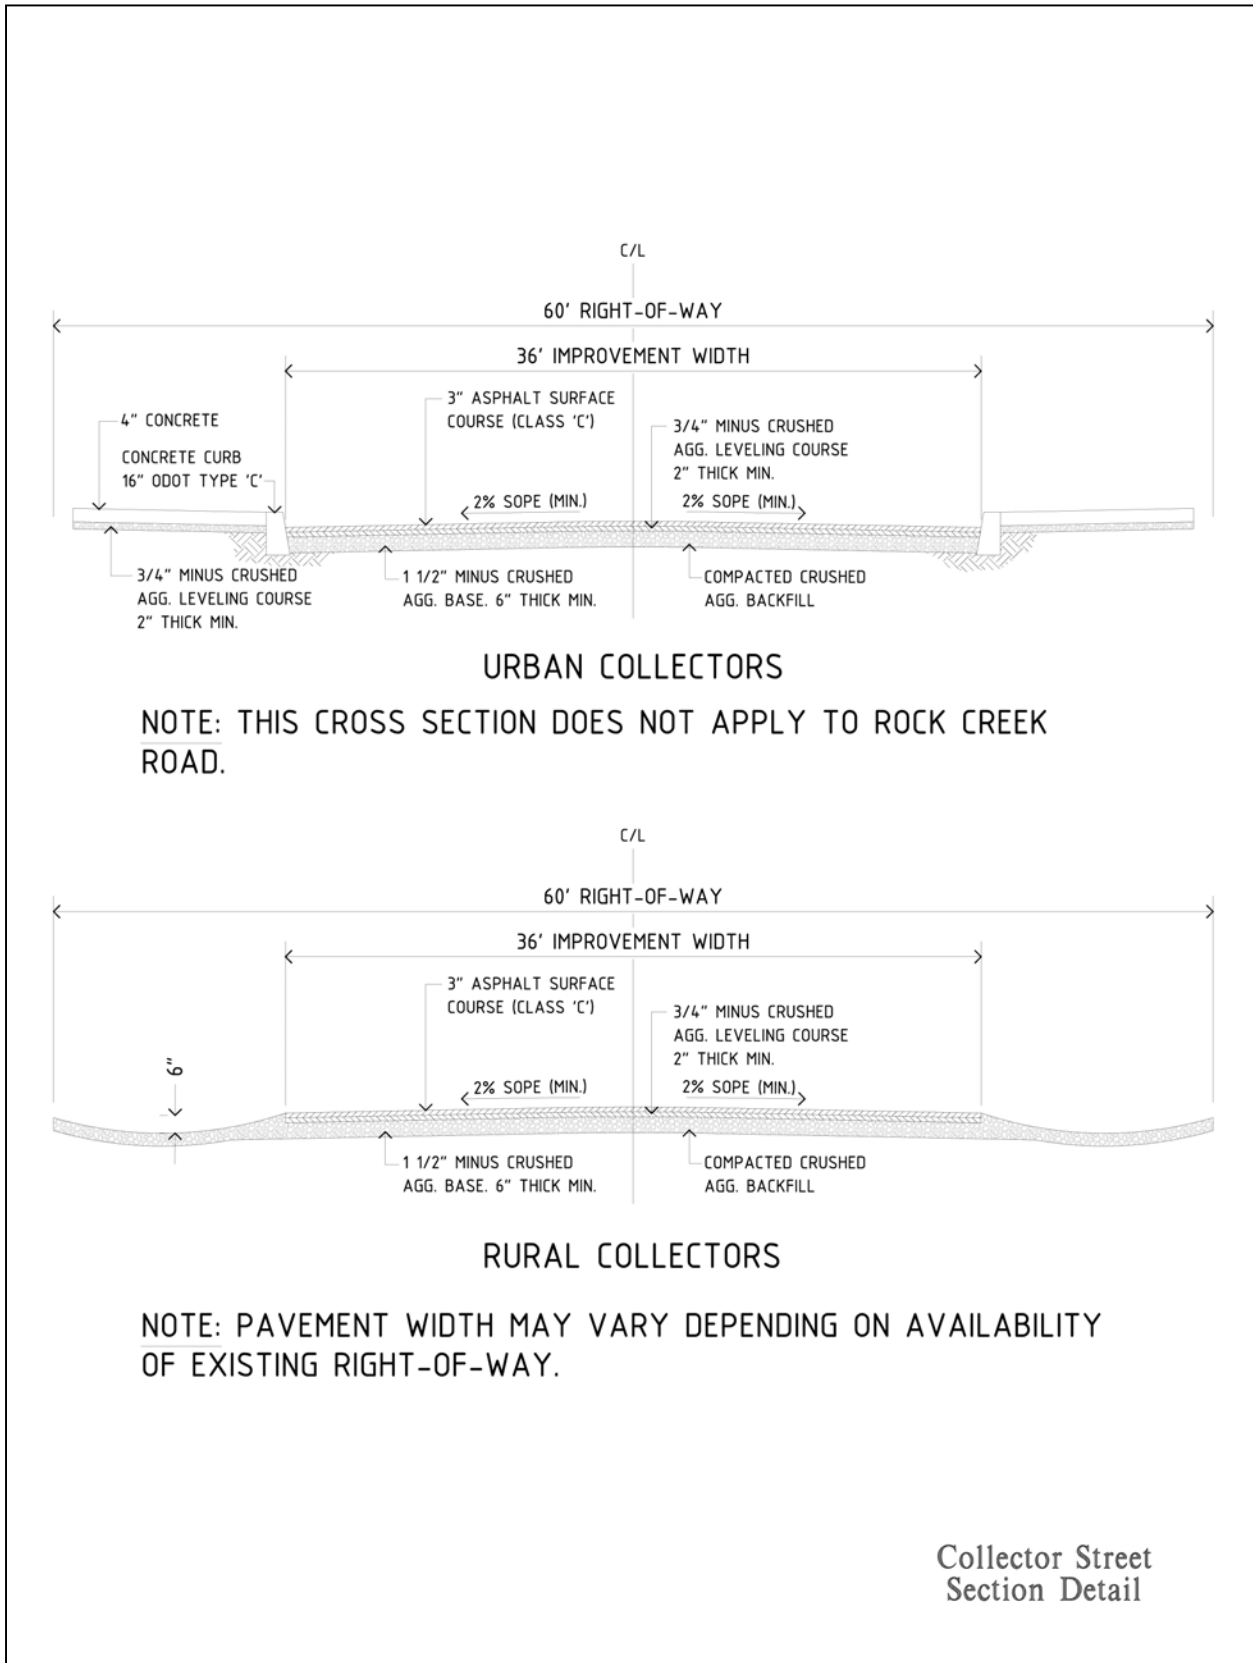 C/L
60' RIGHT-OF-WAY
36' IMPROVEMENT WIDTH
3" ASPHALT SURFACE
COURSE (CLASS 'C')
4" CONCRETE
3/4" MINUS CRUSHED
AGG. LEVELING COURSE
2" THICK MIN.
CONCRETE CURB
16" ODOT TYPE 'C'
2% SOPE (MIN.)
2% SOPE (MIN.)
3/4" MINUS CRUSHED
AGG. LEVELING COURSE
2" THICK MIN.
1 1/2" MINUS CRUSHED
AGG. BASE. 6" THICK MIN.
COMPACTED CRUSHED
AGG. BACKFILL
URBAN COLLECTORS
NOTE: THIS CROSS SECTION DOES NOT APPLY TO ROCK CREEK
ROAD.
C/L
60' RIGHT-OF-WAY
36' IMPROVEMENT WIDTH
3" ASPHALT SURFACE
COURSE (CLASS 'C')
3/4" MINUS CRUSHED
AGG. LEVELING COURSE
2" THICK MIN.
6"
2% SOPE (MIN.)
2% SOPE (MIN.)
1 1/2" MINUS CRUSHED
AGG. BASE. 6" THICK MIN.
COMPACTED CRUSHED
AGG. BACKFILL
RURAL COLLECTORS
NOTE: PAVEMENT WIDTH MAY VARY DEPENDING ON AVAILABILITY
OF EXISTING RIGHT-OF-WAY.
Collector Street
Section Detail